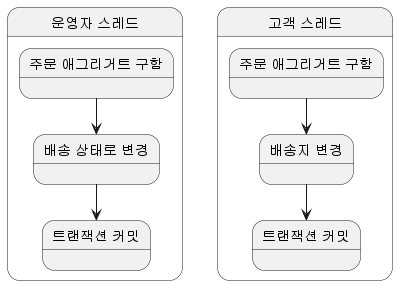 운영자 스레드
주문 애그리거트 구함
배송 상태로 변경
트랜잭션 커밋
고객 스레드
주문 애그리거트 구함
배송지 변경
트랜잭션 커밋